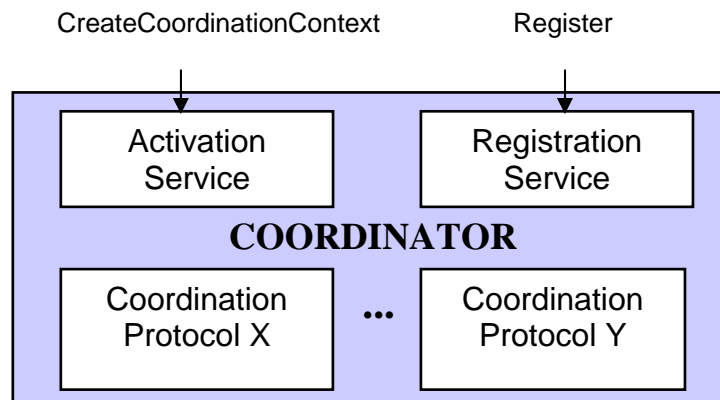 CreateCoordinationContext
Register
Activation
Service
Registration
Service
COORDINATOR
Coordination
Protocol X
...
Coordination
Protocol Y